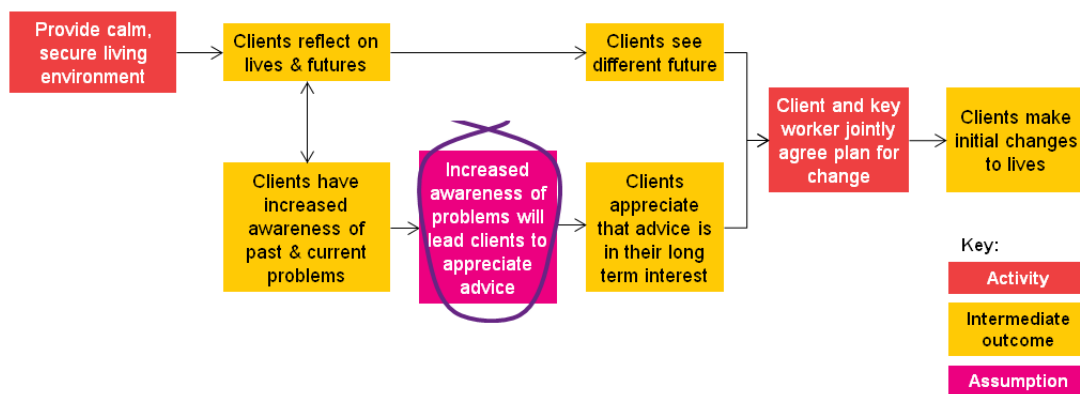 Provide calm,
secure living
environment
Clients reflect on
lives & futures
Clients see
different future
Clients have
increased
awareness of
past & current
problems
Increased
awareness of
problems will
lead clients to
appreciate
advice
Clients
appreciate
that advice is
in their long
term interest
Client and key
worker jointly
agree plan for
change
Clients make
initial changes
to lives
Key:
Activity
Intermediate
outcome
Assumption